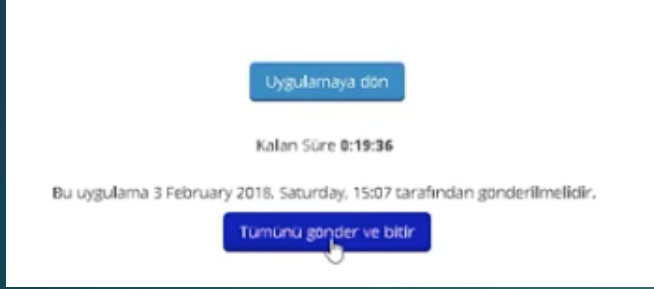 Uygulamaya dön
Kalan Süre 0:19:36
Bu uygulama 3 February 2018, Saturday, 15:07 tarafından gönderilmelidir.
Tümünü gönder ve bitir